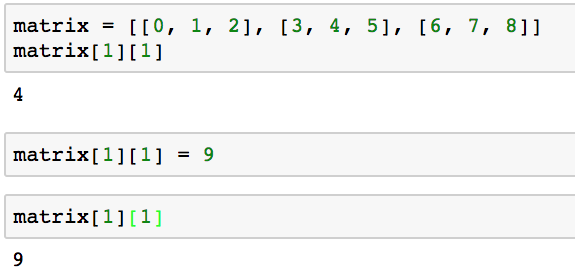 matrix = [[0, 1, 2], [3, 4, 5], [6, 7, 8]]
matrix[1][1]
4
matrix[1][1] = 9
matrix[1][1]
9